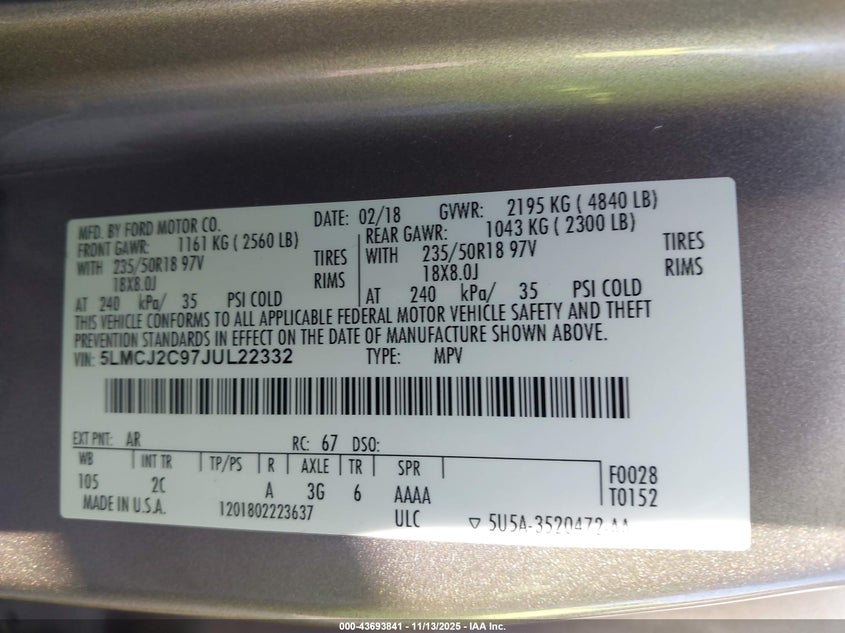 MFD. BY FORD MOTOR CO. DATE: 02/18 GVWR: 2195 KG ( 4840 LB)
FRONT GAWR: 1161 KG ( 2560 LB) REAR GAWR: 1043 KG ( 2300 LB)
WITH 235/50R18 97V TIRES WITH 235/50R18 97V TIRES
18X8.0J RIMS 18X8.0J RIMS
AT 240 kPa/ 35 PSI COLD AT 240 kPa/ 35 PSI COLD
THIS VEHICLE CONFORMS TO ALL APPLICABLE FEDERAL MOTOR VEHICLE SAFETY AND THEFT
PREVENTION STANDARDS IN EFFECT ON THE DATE OF MANUFACTURE SHOWN ABOVE.
VIN: 5LMCJ2C97JUL22332 TYPE: MPV
EXT PNT: AR RC: 67 DSO:
WB INT TR TP/PS R AXLE TR SPR F0028
105 2C A 3G 6 AAAA T0152
MADE IN U.S.A. 1201802223637 ULC 5U5A-3520472-AA
000-43693841 - 11/13/2025 - IAA Inc.